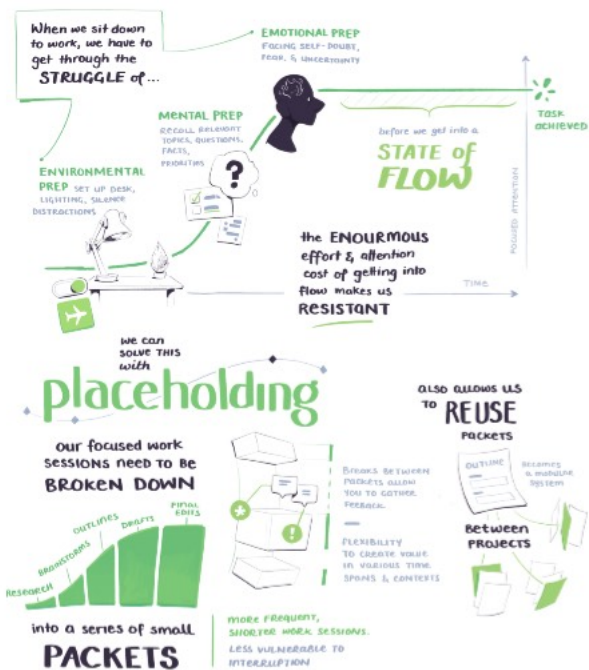 When we sit down
to work, we have to
get through the
STRUGGLE of...
EMOTIONAL PREP
FACING SELF-DOUBT,
FEAR, & UNCERTAINTY
MENTAL PREP
RECALL RELEVANT
TOPICS, QUESTIONS,
FACTS,
PRIORITIES
?
ENVIRONMENTAL
PREP SET UP DESK,
LIGHTING, SILENCE
DISTRACTIONS
before we get into a
STATE of
FLOW
TASK
ACHIEVED
FOCUSED ATTENTION
TIME
the ENOURMOUS
effort & attention
cost of getting into
flow makes us
RESISTANT
we can
SOLVE THIS
with
placeholding
our focused work
SESSIONS NEED TO BE
BROKEN DOWN
RESEARCH
BRAINSTORMS
OUTLINES
DRAFTS
FINAL
EDITS
into a series of small
PACKETS
*
!
BREAKS BETWEEN
PACKETS ALLOW
YOU TO GATHER
FEEBACK
FLEXIBILITY
TO CREATE VALUE
IN VARIOUS TIME
SPANS & CONTEXTS
MORE FREQUENT,
SHORTER WORK SESSIONS.
LESS VULNERABLE TO
INTERRUPTION
ALSO ALLOWS US
TO REUSE
PACKETS
OUTLINE
Becomes
a modular
system
Between
PROJECTS